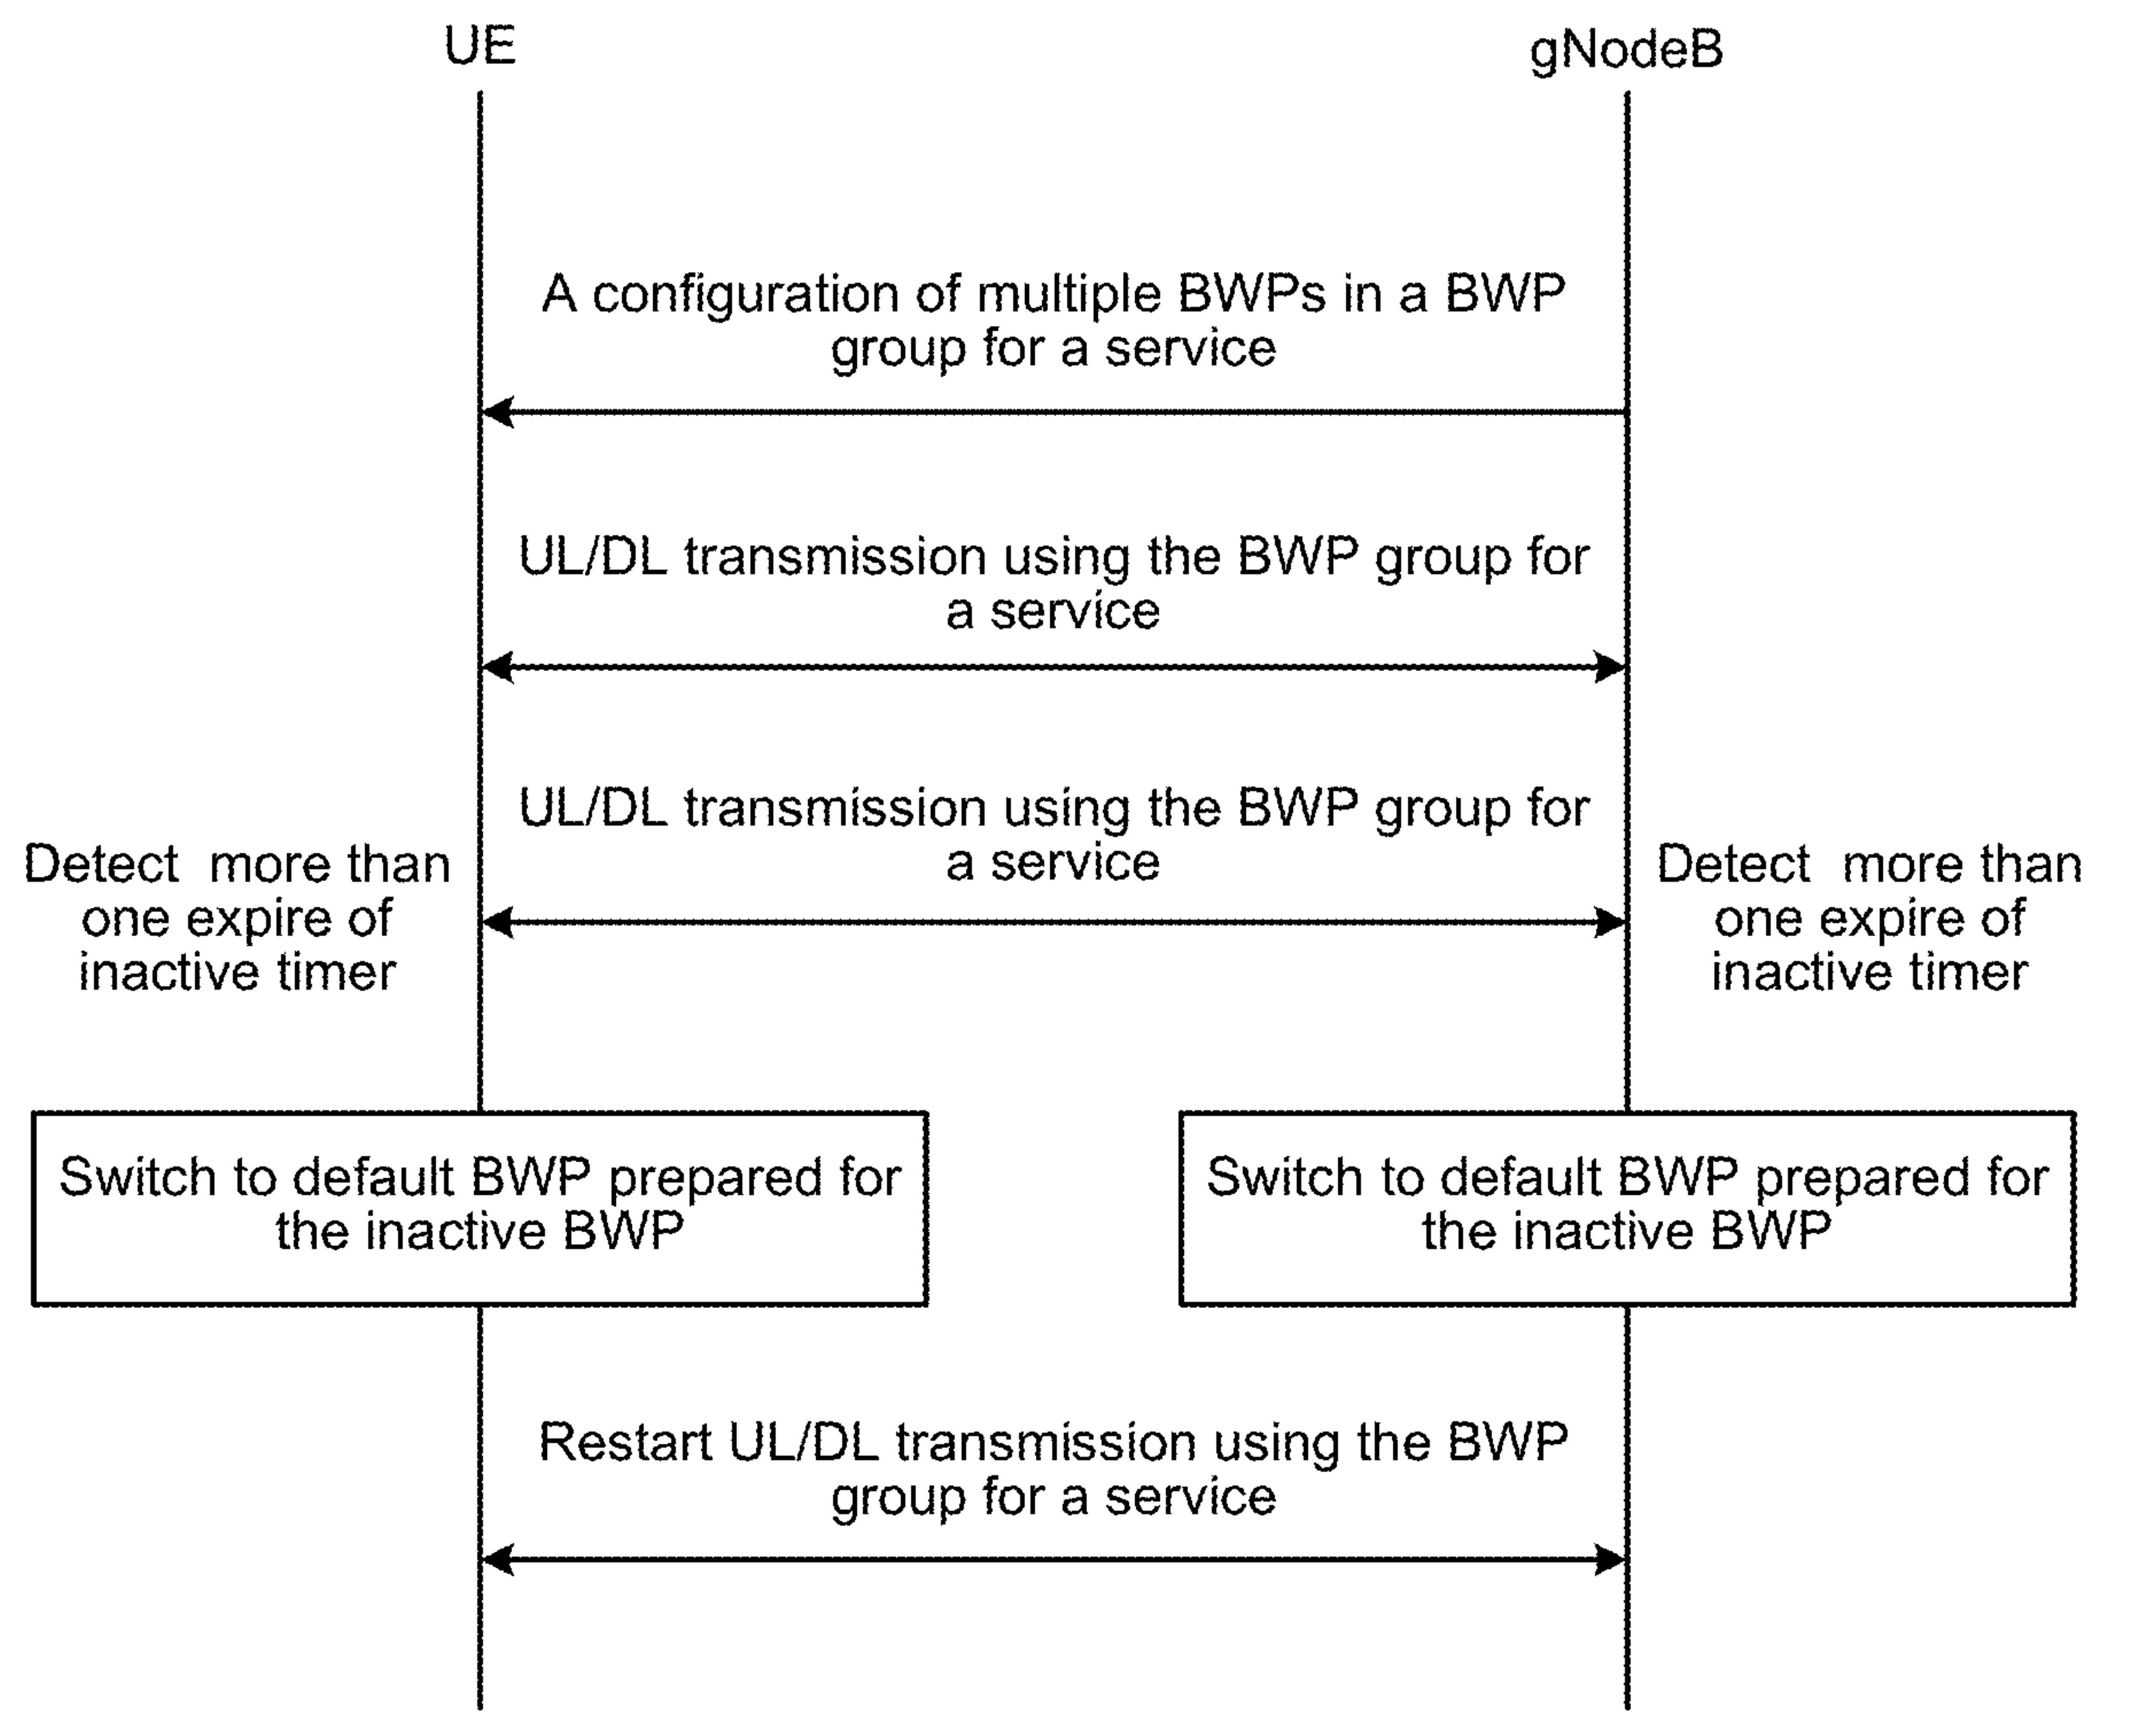 UE
gNodeB
A configuration of multiple BWPs in a BWP
group for a service
UL/DL transmission using the BWP group for
a service
UL/DL transmission using the BWP group for
a service
Detect more than
one expire of
inactive timer
Detect more than
one expire of
inactive timer
Switch to default BWP prepared for
the inactive BWP
Switch to default BWP prepared for
the inactive BWP
Restart UL/DL transmission using the BWP
group for a service